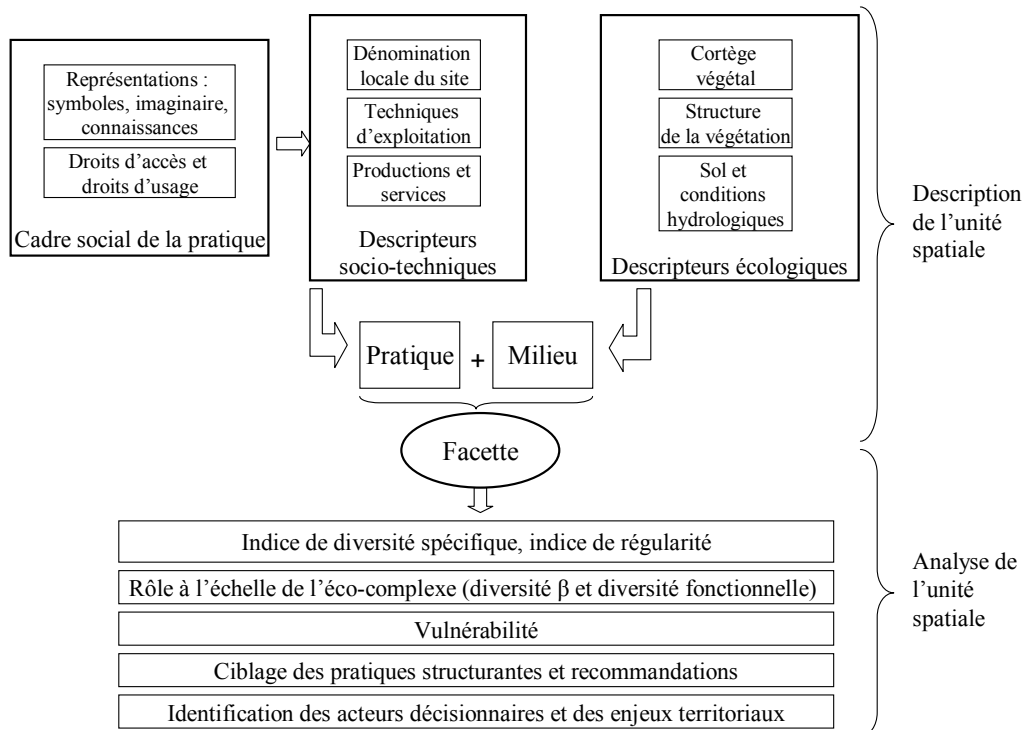 Représentations :
symboles, imaginaire,
connaissances
Droits d’accès et
droits d’usage
Cadre social de la pratique
Dénomination
locale du site
Techniques
d’exploitation
Productions et
services
Descripteurs
socio-techniques
Cortège
végétal
Structure
de la végétation
Sol et
conditions
hydrologiques
Descripteurs écologiques
Description
de l’unité
spatiale
Pratique
+
Milieu
Facette
Indice de diversité spécifique, indice de régularité
Rôle à l’échelle de l’éco-complexe (diversité β et diversité fonctionnelle)
Vulnérabilité
Ciblage des pratiques structurantes et recommandations
Identification des acteurs décisionnaires et des enjeux territoriaux
Analyse de
l’unité
spatiale